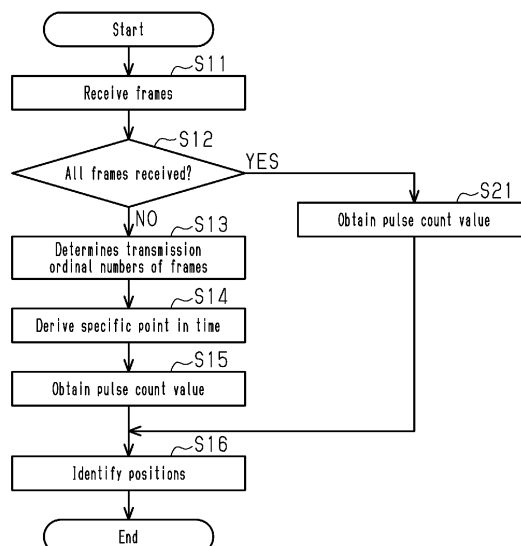 Start
S11
Receive frames
S12
All frames received?
YES
NO
S21
Obtain pulse count value
S13
Determines transmission
ordinal numbers of frames
S14
Derive specific point in time
S15
Obtain pulse count value
S16
Identify positions
End